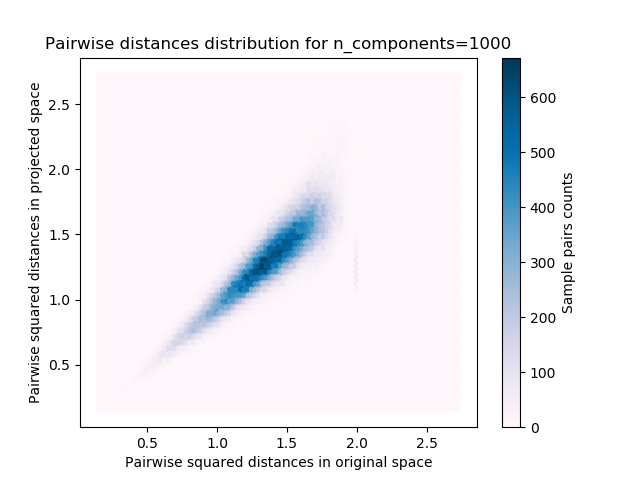 Pairwise distances distribution for n_components=1000
Pairwise squared distances in projected space
2.5
2.0
1.5
1.0
0.5
0.5 1.0 1.5 2.0 2.5
Pairwise squared distances in original space
600
500
400
300
200
100
0
Sample pairs counts